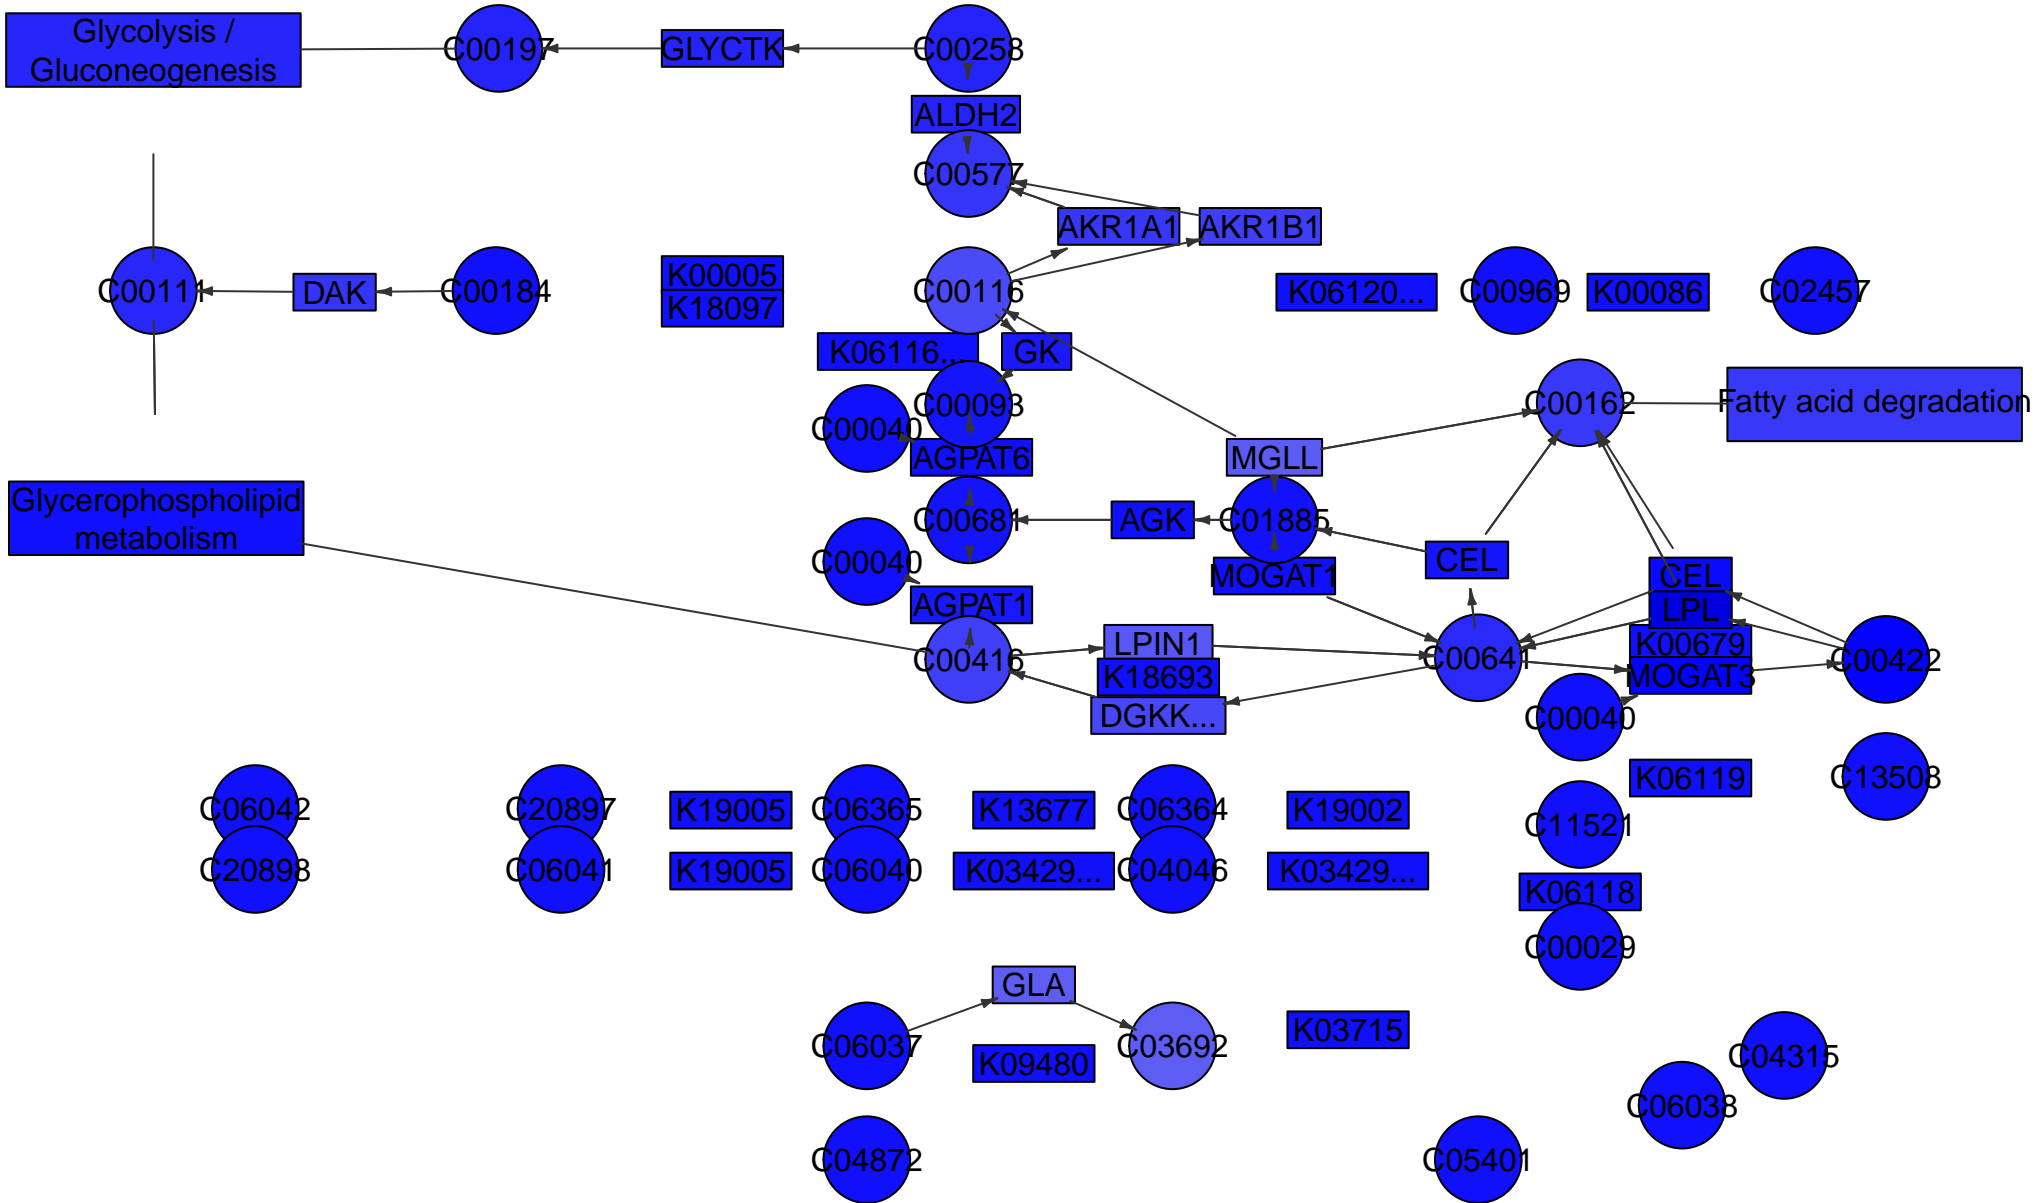 Glycolysis /
Gluconeogenesis
C00197
GLYCTK
C00258
ALDH2
C00577
AKR1A1
AKR1B1
C00111
DAK
C00184
K00005
K18097
C00116
K06120...
C00969
K00086
C02457
K06116...
GK
C00093
C00040
AGPAT6
MGLL
C00162
Fatty acid degradation
Glycerophospholipid
metabolism
C00681
AGK
C01885
C00040
MOGAT1
CEL
CEL
LPL
AGPAT1
C00416
LPIN1
K18693
DGKK...
C00641
K00679
MOGAT3
C00422
C00040
K06119
C13508
C06042
C20897
K19005
C06365
K13677
C06364
K19002
C11521
C20898
C06041
K19005
C06040
K03429...
C04046
K03429...
K06118
C00029
GLA
C06037
K09480
C03692
K03715
C04315
C06038
C04872
C05401